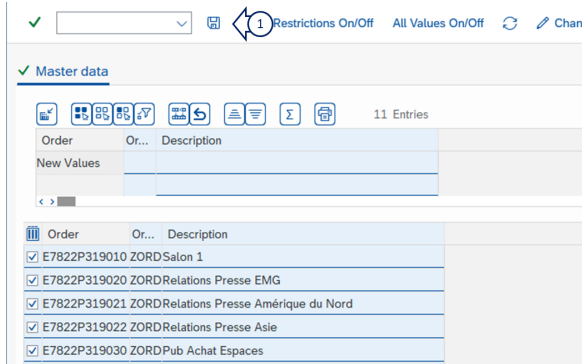 1 Restrictions On/Off All Values On/Off Chan
Master data
11 Entries
Order Or... Description
New Values
Order Or... Description
E7822P319010 ZORD Salon 1
E7822P319020 ZORD Relations Presse EMG
E7822P319021 ZORD Relations Presse Amérique du Nord
E7822P319022 ZORD Relations Presse Asie
E7822P319030 ZORD Pub Achat Espaces